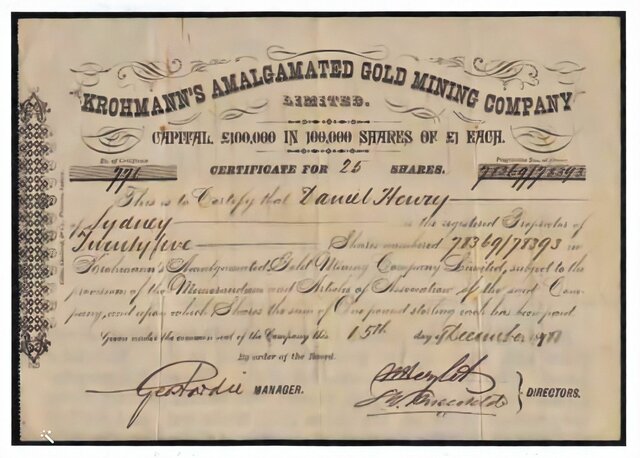 KROHMANN'S AMALGAMATED GOLD MINING COMPANY
LIMITED.
CAPITAL, £100,000 IN 100,000 SHARES OF £1 EACH.
No. of Certificate
771
CERTIFICATE FOR 25 SHARES.
Progressive Nos. of Shares
78369/78393
This is to Certify that Daniel Henry
of Sydney is the registered Proprietor of
Twenty five Shares numbered 78369/78393 in
Krohmann's Amalgamated Gold Mining Company Limited, subject to the
provisions of the Memorandum and Articles of Association of the said Com-
pany, and upon which Shares the sum of One pound sterling each has been paid
Given under the common seal of the Company this 15th day of December
By order of the Board.
Geo Hardie MANAGER.
DIRECTORS.